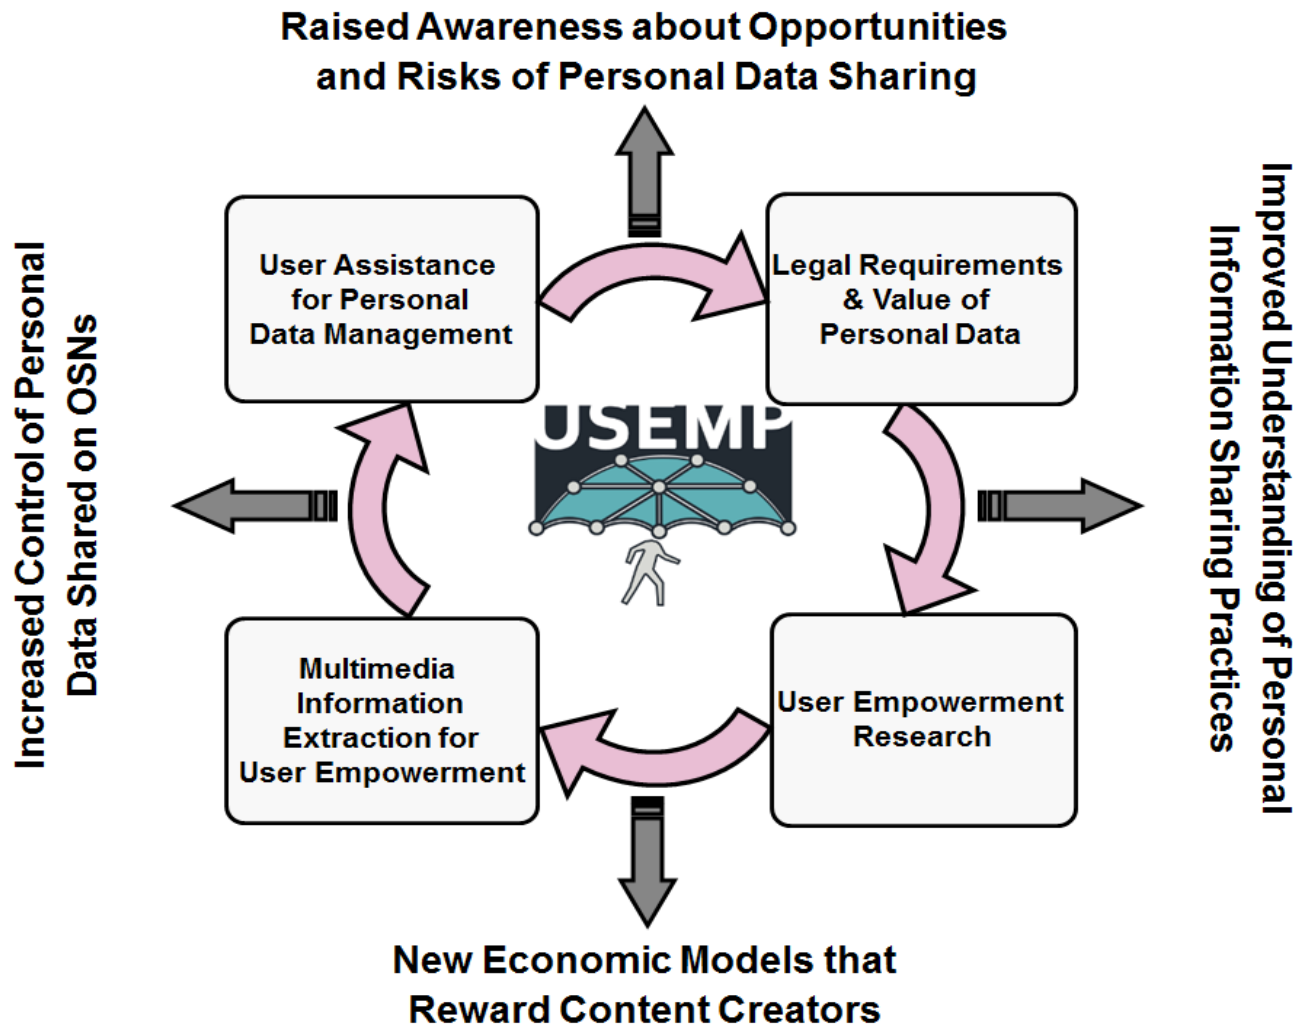 Raised Awareness about Opportunities
and Risks of Personal Data Sharing
Increased Control of Personal
Data Shared on OSNs
User Assistance
for Personal
Data Management
Legal Requirements
& Value of
Personal Data
Improved Understanding of Personal
Information Sharing Practices
USEMP
Multimedia
Information
Extraction for
User Empowerment
User Empowerment
Research
New Economic Models that
Reward Content Creators